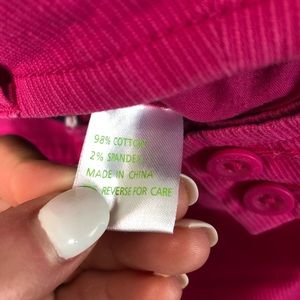 98% COTTON
2% SPANDEX
MADE IN CHINA
REVERSE FOR CARE